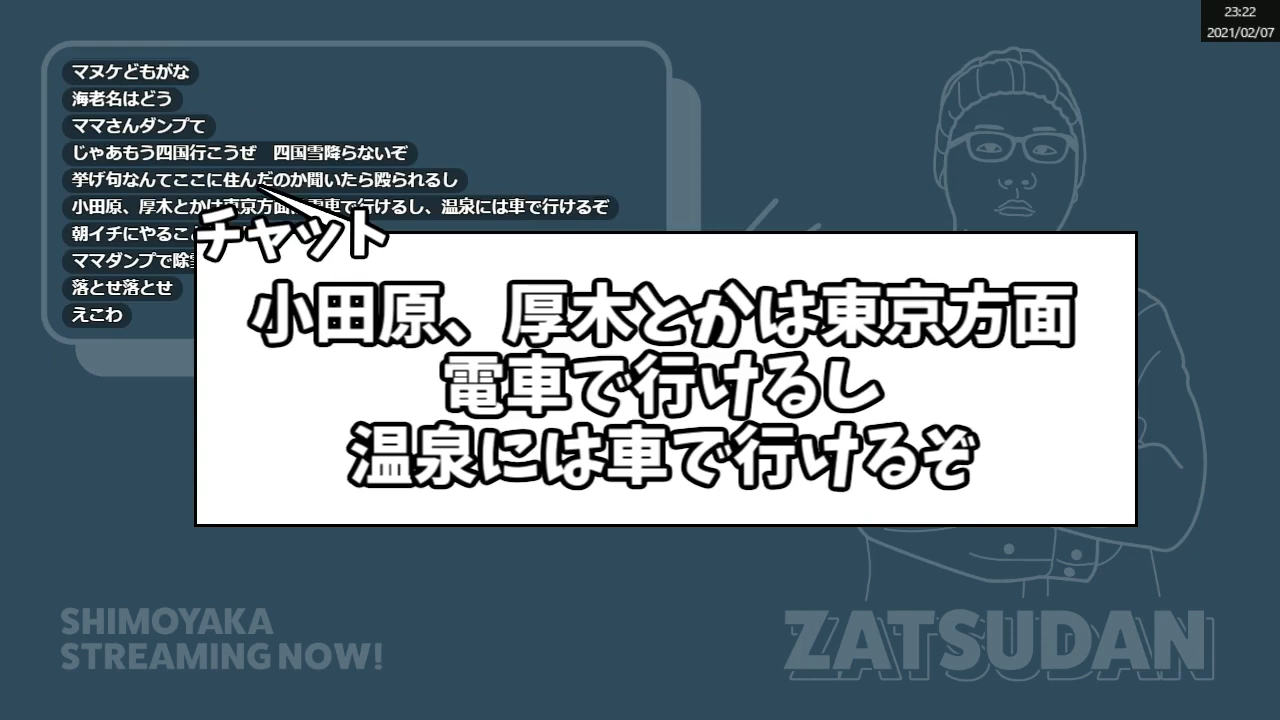 23:22
2021/02/07
マヌケどもがな
海老名はどう
ママさんダンプて
じゃあもう四国行こうぜ　四国雪降らないぞ
挙げ句なんてここに住んだのか聞いたら殴られるし
小田原、厚木とかは東京方面に電車で行けるし、温泉には車で行けるぞ
朝イチにやるこ
ママダンプで除雪
落とせ落とせ
えこわ
チャット
小田原、厚木とかは東京方面
電車で行けるし
温泉には車で行けるぞ
SHIMOYAKA
STREAMING NOW!
ZATSUDAN